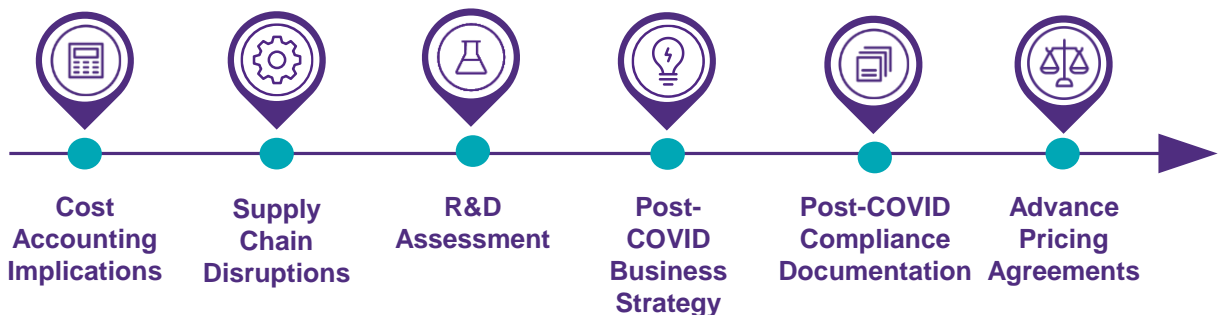 Cost
Accounting
Implications
Supply
Chain
Disruptions
R&D
Assessment
Post-
COVID
Business
Strategy
Post-COVID
Compliance
Documentation
Advance
Pricing
Agreements